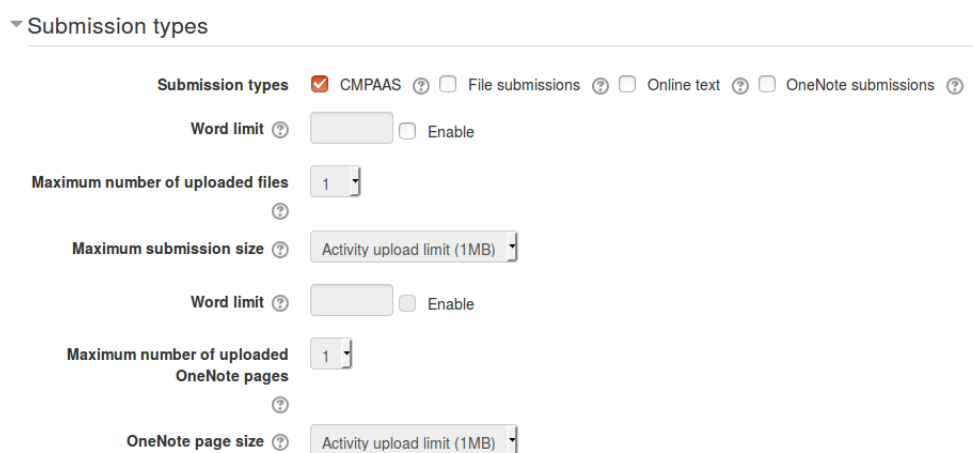 Submission types
Submission types CMPAAS File submissions Online text OneNote submissions
Word limit Enable
Maximum number of uploaded files 1
Maximum submission size Activity upload limit (1MB)
Word limit Enable
Maximum number of uploaded 1
OneNote pages
OneNote page size Activity upload limit (1MB)